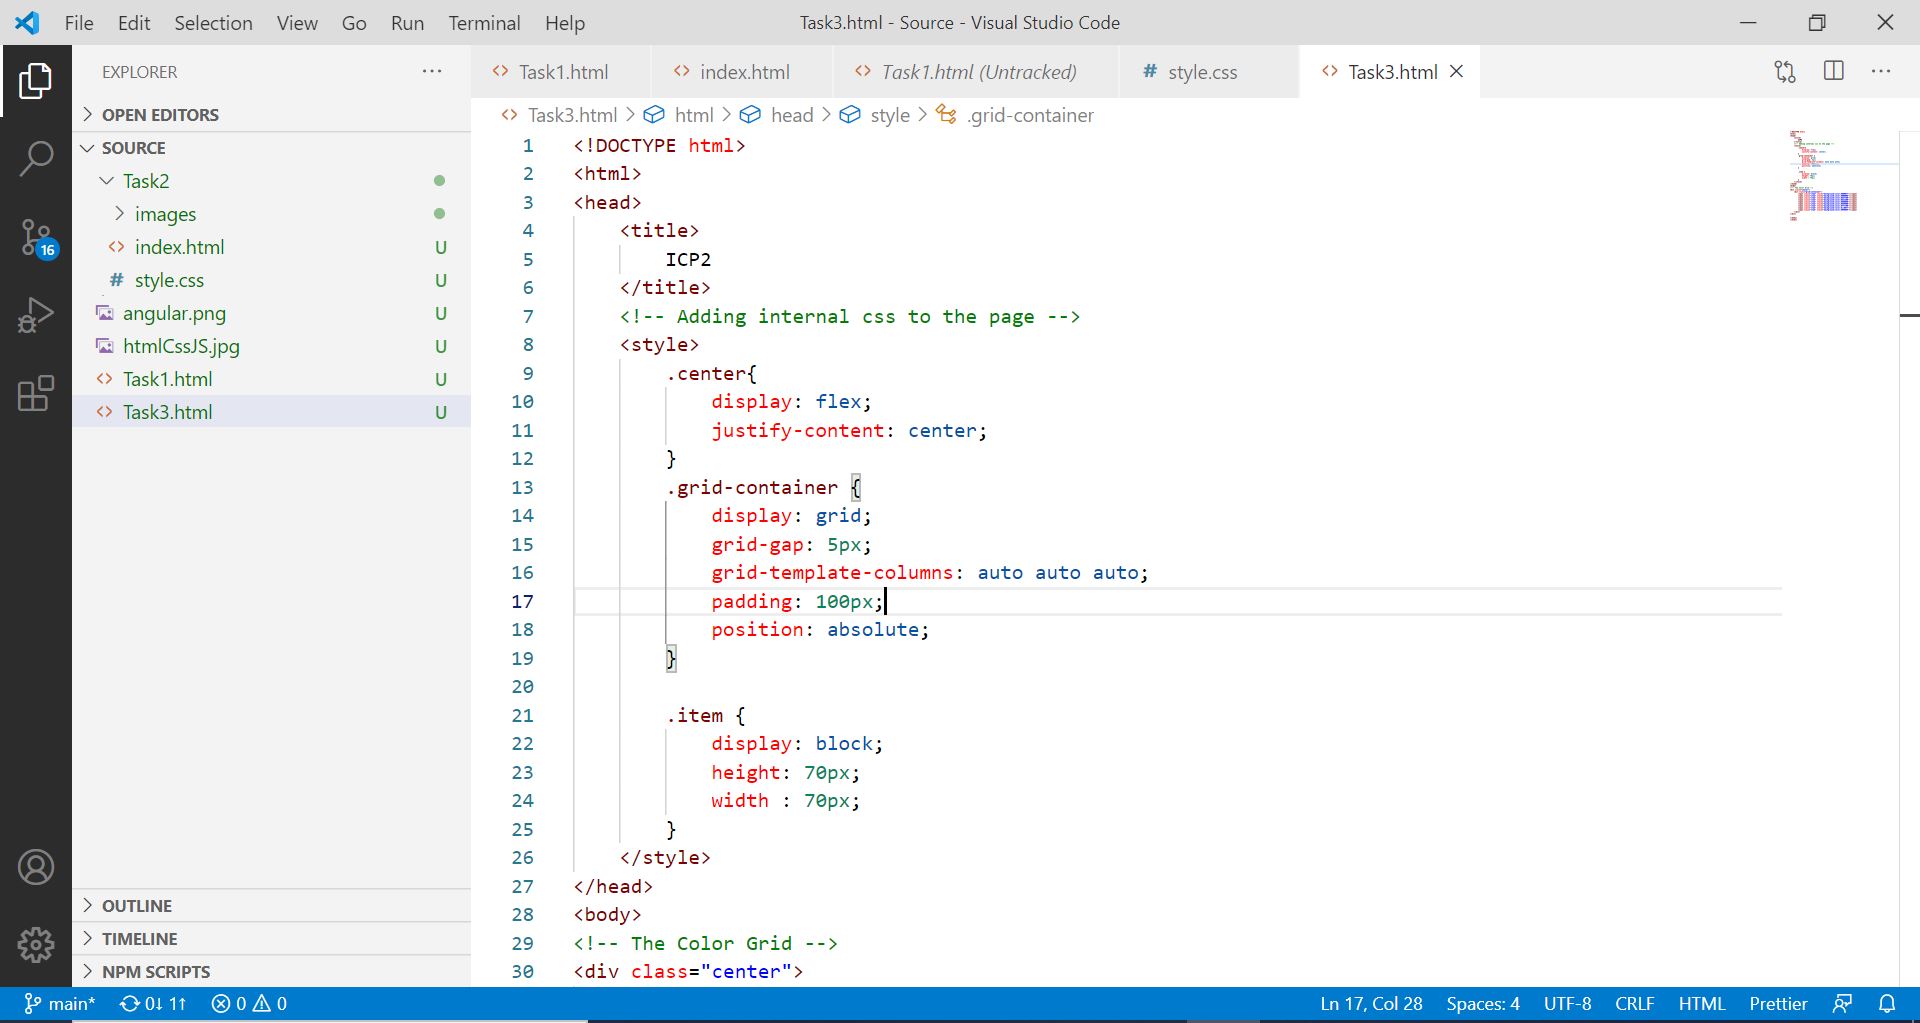 File Edit Selection View Go Run Terminal Help
Task3.html - Source - Visual Studio Code
EXPLORER
OPEN EDITORS
SOURCE
Task2
images
index.html U
style.css U
angular.png U
htmlCssJS.jpg U
Task1.html U
Task3.html U
OUTLINE
TIMELINE
NPM SCRIPTS
16
Task1.html index.html Task1.html (Untracked) # style.css Task3.html
Task3.html > html > head > style > .grid-container
1 <!DOCTYPE html>
2 <html>
3 <head>
4 <title>
5 ICP2
6 </title>
7 <!-- Adding internal css to the page -->
8 <style>
9 .center{
10 display: flex;
11 justify-content: center;
12 }
13 .grid-container {
14 display: grid;
15 grid-gap: 5px;
16 grid-template-columns: auto auto auto;
17 padding: 100px;
18 position: absolute;
19 }
20
21 .item {
22 display: block;
23 height: 70px;
24 width : 70px;
25 }
26 </style>
27 </head>
28 <body>
29 <!-- The Color Grid -->
30 <div class="center">
main* 0↓ 1↑ 0 0 Ln 17, Col 28 Spaces: 4 UTF-8 CRLF HTML Prettier